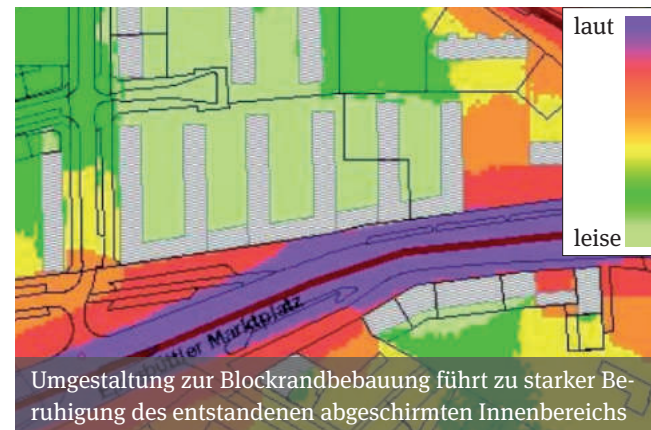 laut
leise
Marktplatz
Umgestaltung zur Blockrandbebauung führt zu starker Be-
ruhigung des entstandenen abgeschirmten Innenbereichs